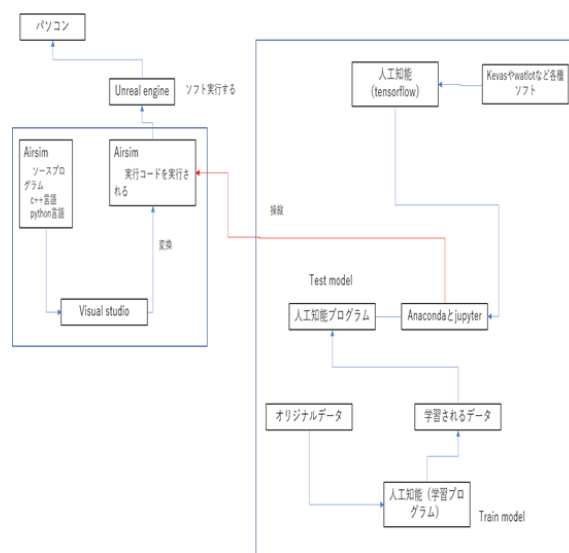 パソコン
Unreal engine
ソフト実行する
Airsim
ソースプロ
グラム
c++言語
python言語
Airsim
実行コードを実行さ
れる
変換
Visual studio
人工知能
(tensorflow)
Kevasやwatlotなど各種
ソフト
操縦
Test model
人工知能プログラム
Anacondaとjupyter
オリジナルデータ
学習されるデータ
人工知能（学習プロ
グラム）
Train model